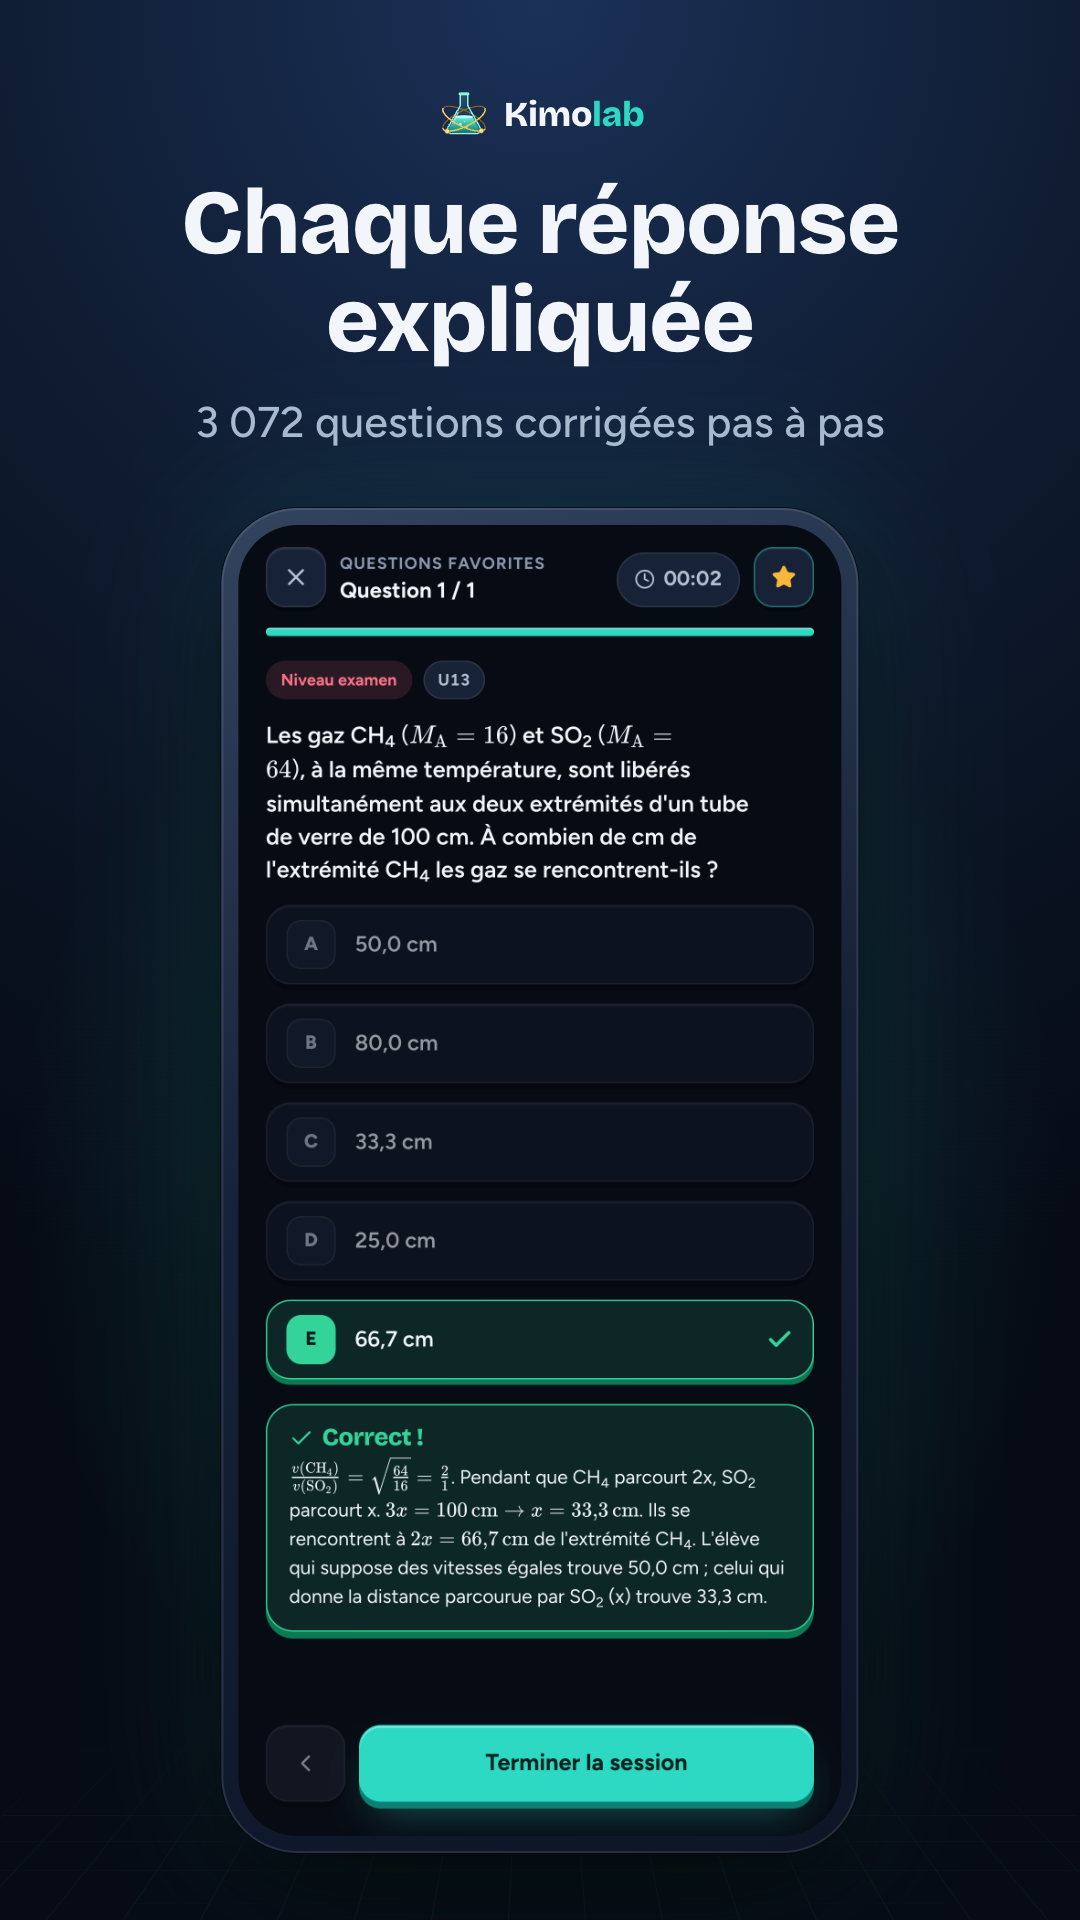 Kimolab
Chaque réponse
expliquée
3 072 questions corrigées pas à pas
QUESTIONS FAVORITES
Question 1 / 1
00:02
Niveau examen
U13
Les gaz CH₄ (M_A = 16) et SO₂ (M_A =
64), à la même température, sont libérés
simultanément aux deux extrémités d'un tube
de verre de 100 cm. À combien de cm de
l'extrémité CH₄ les gaz se rencontrent-ils ?
A 50,0 cm
B 80,0 cm
C 33,3 cm
D 25,0 cm
E 66,7 cm
Correct !
v(CH₄)/v(SO₂) = √(64/16) = 2/1. Pendant que CH₄ parcourt 2x, SO₂
parcourt x. 3x = 100 cm → x = 33,3 cm. Ils se
rencontrent à 2x = 66,7 cm de l'extrémité CH₄. L'élève
qui suppose des vitesses égales trouve 50,0 cm ; celui qui
donne la distance parcourue par SO₂ (x) trouve 33,3 cm.
Terminer la session